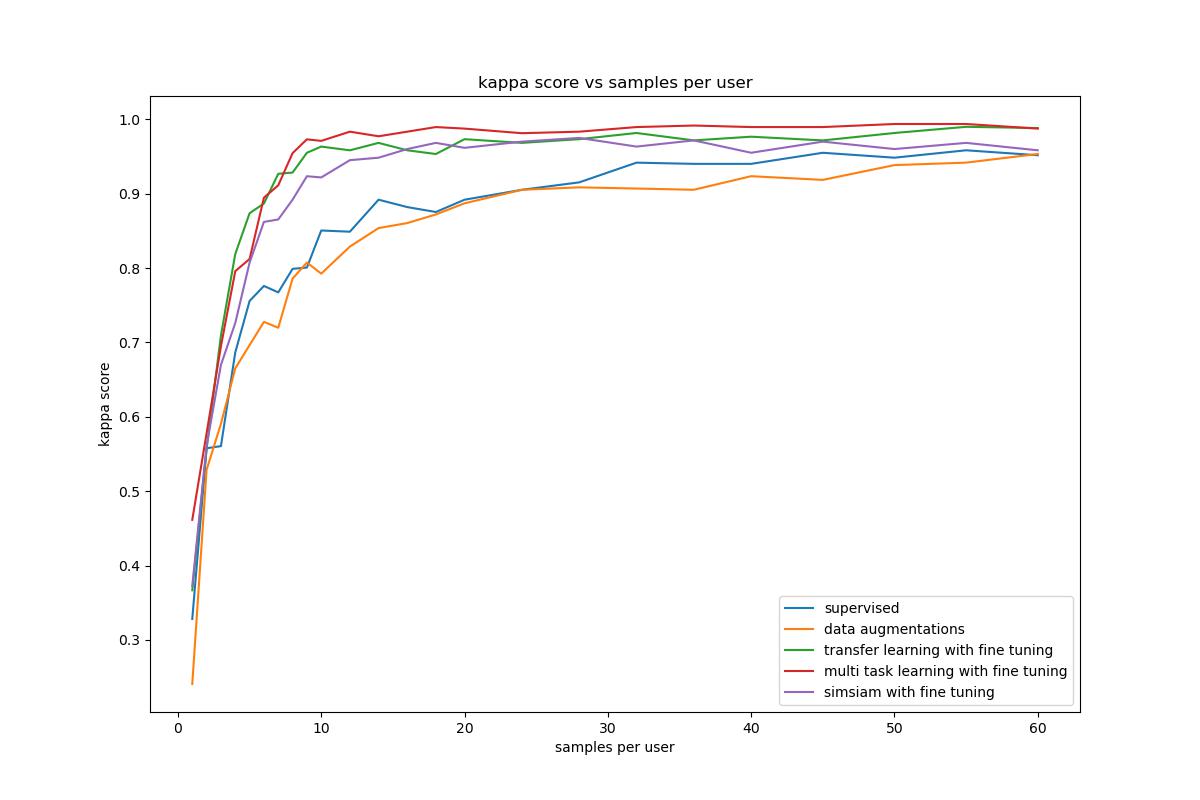 kappa score vs samples per user
kappa score
1.0
0.9
0.8
0.7
0.6
0.5
0.4
0.3
supervised
data augmentations
transfer learning with fine tuning
multi task learning with fine tuning
simsiam with fine tuning
0 10 20 30 40 50 60
samples per user